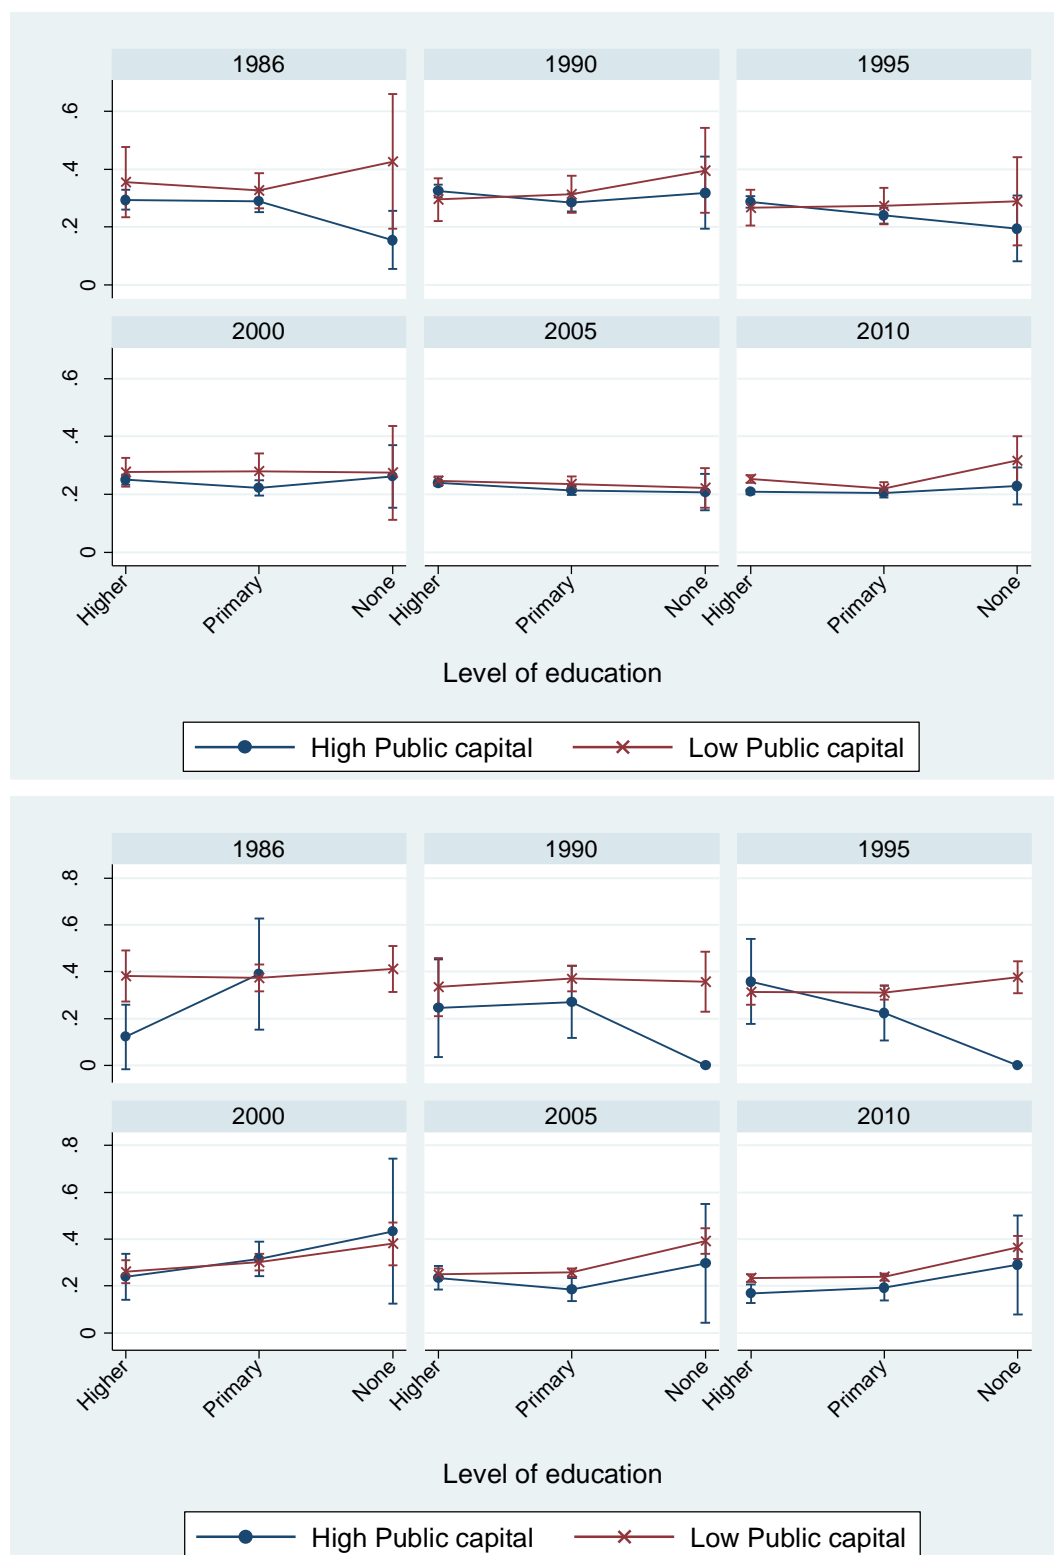 1986 1990 1995
.6
.4
.2
0
2000 2005 2010
.6
.4
.2
0
Higher Primary None Higher Primary None Higher Primary None
Level of education
High Public capital Low Public capital
1986 1990 1995
.8
.6
.4
.2
0
2000 2005 2010
.8
.6
.4
.2
0
Higher Primary None Higher Primary None Higher Primary None
Level of education
High Public capital Low Public capital